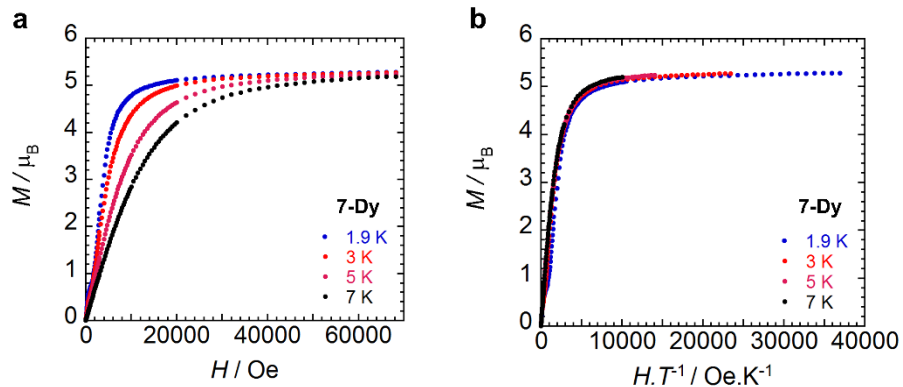 a
6
5
4
3
2
1
0
M / μB
7-Dy
1.9 K
3 K
5 K
7 K
0 20000 40000 60000
H / Oe
b
6
5
4
3
2
1
0
M / μB
7-Dy
1.9 K
3 K
5 K
7 K
0 10000 20000 30000 40000
H.T⁻¹ / Oe.K⁻¹